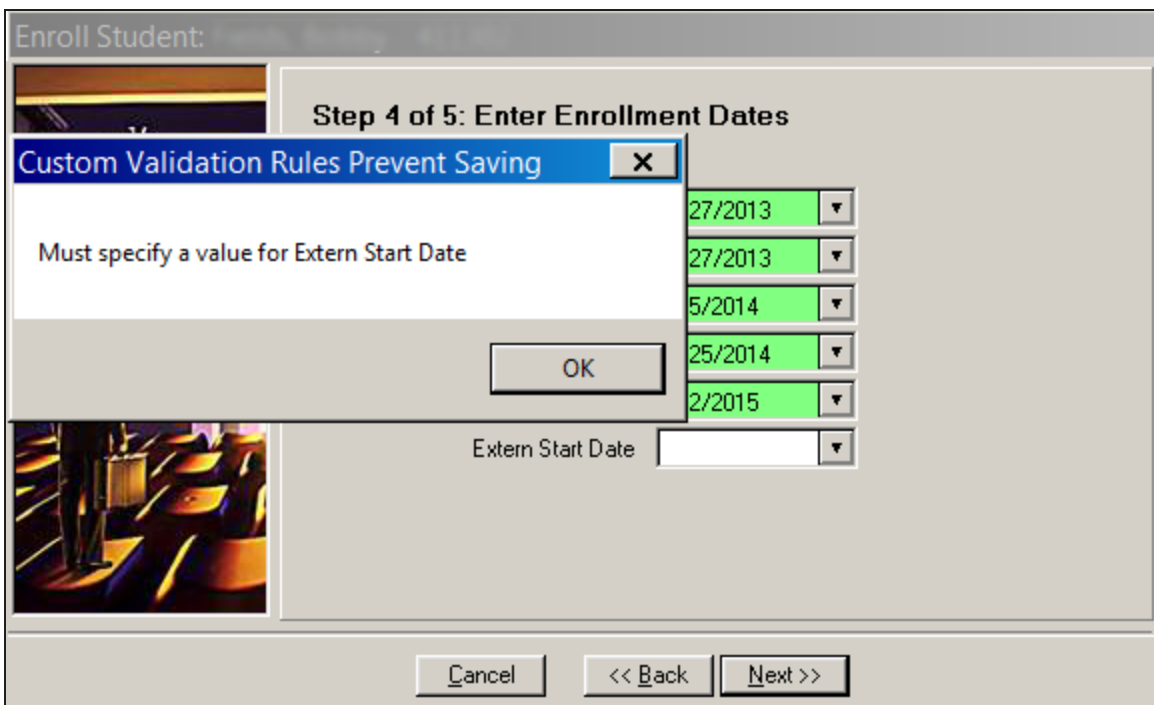 Enroll Student:
Step 4 of 5: Enter Enrollment Dates
Custom Validation Rules Prevent Saving
Must specify a value for Extern Start Date
OK
27/2013
27/2013
5/2014
25/2014
2/2015
Extern Start Date
Cancel
<< Back
Next >>